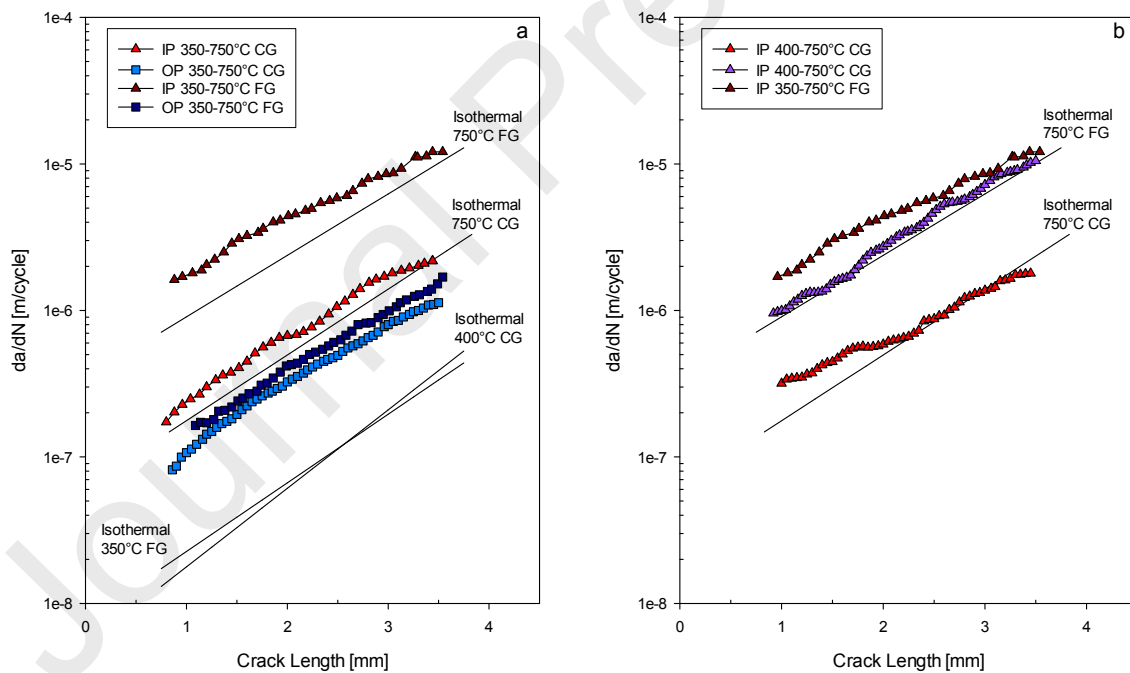 Journal Pre
a
1e-4
1e-5
1e-6
1e-7
1e-8
da/dN [m/cycle]
IP 350-750°C CG
OP 350-750°C CG
IP 350-750°C FG
OP 350-750°C FG
Isothermal
750°C FG
Isothermal
750°C CG
Isothermal
400°C CG
Isothermal
350°C FG
0
1
2
3
4
Crack Length [mm]
b
1e-4
1e-5
1e-6
1e-7
1e-8
da/dN [m/cycle]
IP 400-750°C CG
IP 400-750°C CG
IP 350-750°C FG
Isothermal
750°C FG
Isothermal
750°C CG
0
1
2
3
4
Crack Length [mm]